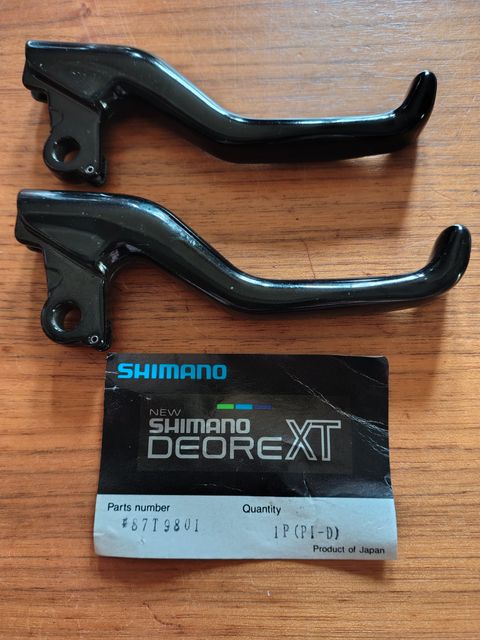 SHIMANO
NEW
SHIMANO
DEORE XT
Parts number
Quantity
#87T9801
1P(PI-D)
Product of Japan